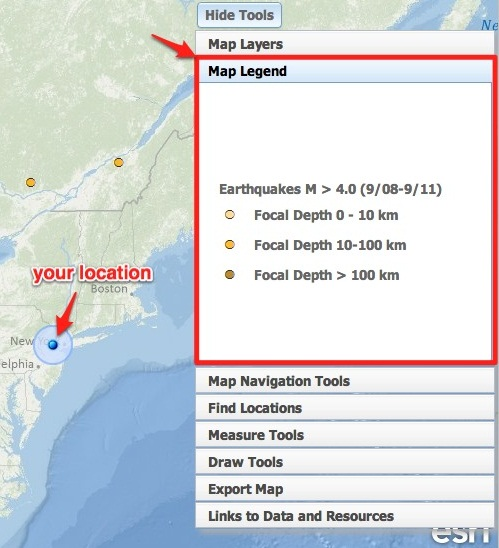 Hide Tools
Ne
Map Layers
Map Legend
Earthquakes M > 4.0 (9/08-9/11)
Focal Depth 0 - 10 km
Focal Depth 10-100 km
Focal Depth > 100 km
your location
Boston
New
elphia
Map Navigation Tools
Find Locations
Measure Tools
Draw Tools
Export Map
Links to Data and Resources
esri